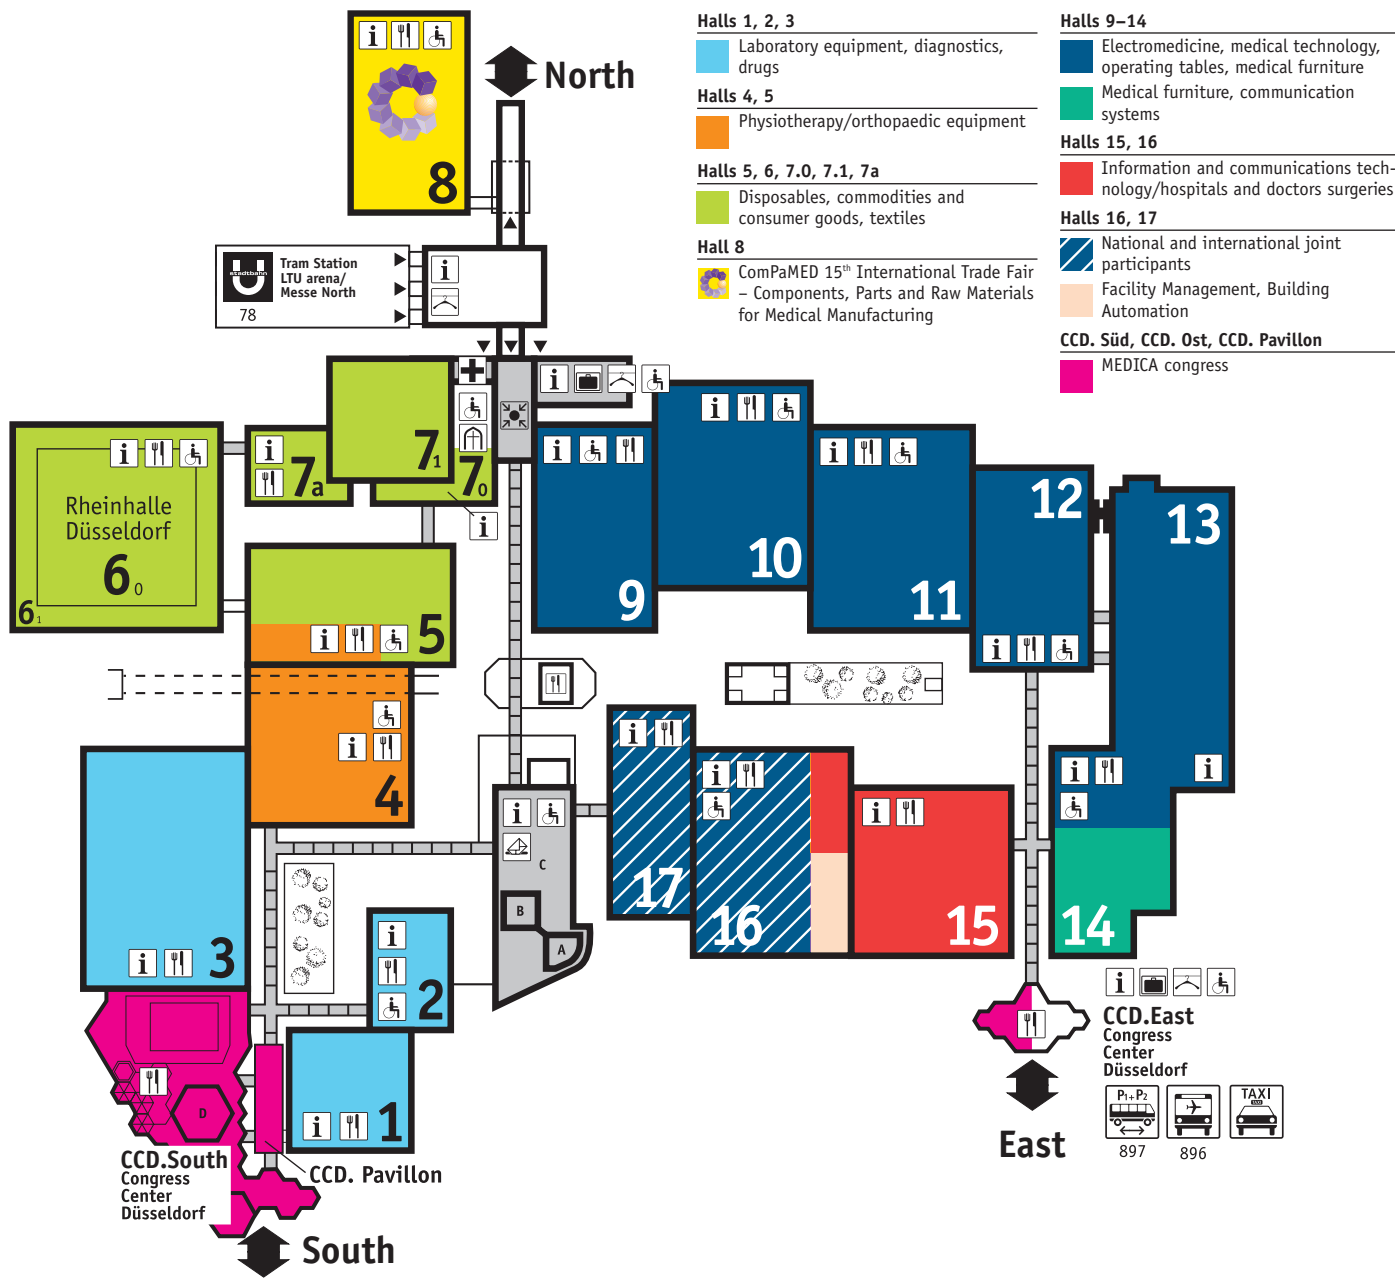 Halls 1, 2, 3
Laboratory equipment, diagnostics,
drugs
Halls 4, 5
Physiotherapy/orthopaedic equipment
Halls 5, 6, 7.0, 7.1, 7a
Disposables, commodities and
consumer goods, textiles
Hall 8
ComPaMED 15th International Trade Fair
– Components, Parts and Raw Materials
for Medical Manufacturing
Halls 9–14
Electromedicine, medical technology,
operating tables, medical furniture
Medical furniture, communication
systems
Halls 15, 16
Information and communications tech-
nology/hospitals and doctors surgeries
Halls 16, 17
National and international joint
participants
Facility Management, Building
Automation
CCD. Süd, CCD. Ost, CCD. Pavillon
MEDICA congress
i
8
North
U
stadtbahn
Tram Station
LTU arena/
Messe North
78
i
i
i
7a
71
70
i
i
Rheinhalle
Düsseldorf
60
61
i
5
i
4
i
3
i
2
i
1
i
9
i
10
i
11
12
i
13
i
i
14
i
17
i
16
i
15
i
C
B
A
D
CCD.South
Congress
Center
Düsseldorf
CCD. Pavillon
South
i
CCD.East
Congress
Center
Düsseldorf
East
P1+P2
897
896
TAXI
TAXI